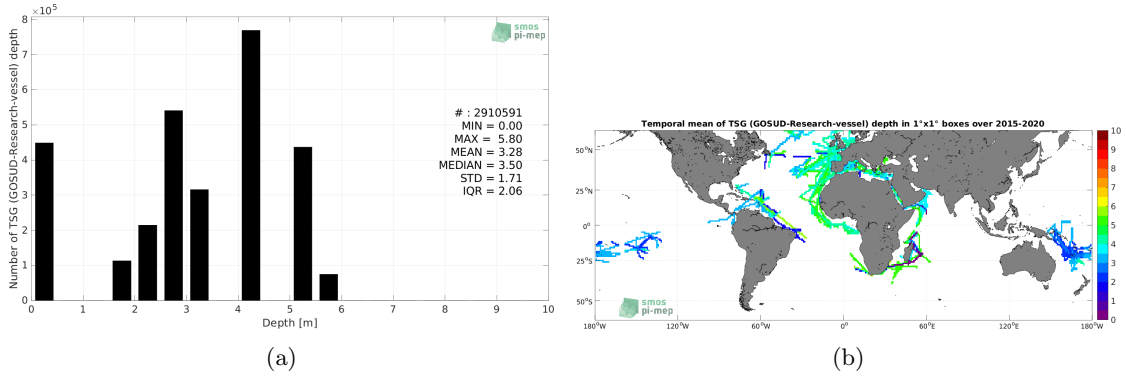 ×10⁵
8
7
6
5
4
3
2
1
0
Number of TSG (GOSUD-Research-vessel) depth
smos
pi-mep
# : 2910591
MIN = 0.00
MAX = 5.80
MEAN = 3.28
MEDIAN = 3.50
STD = 1.71
IQR = 2.06
0 1 2 3 4 5 6 7 8 9 10
Depth [m]
(a)
Temporal mean of TSG (GOSUD-Research-vessel) depth in 1°x1° boxes over 2015-2020
50°N
25°N
0°
25°S
50°S
smos
pi-mep
180°W 120°W 60°W 0° 60°E 120°E 180°W
10
9
8
7
6
5
4
3
2
1
0
(b)